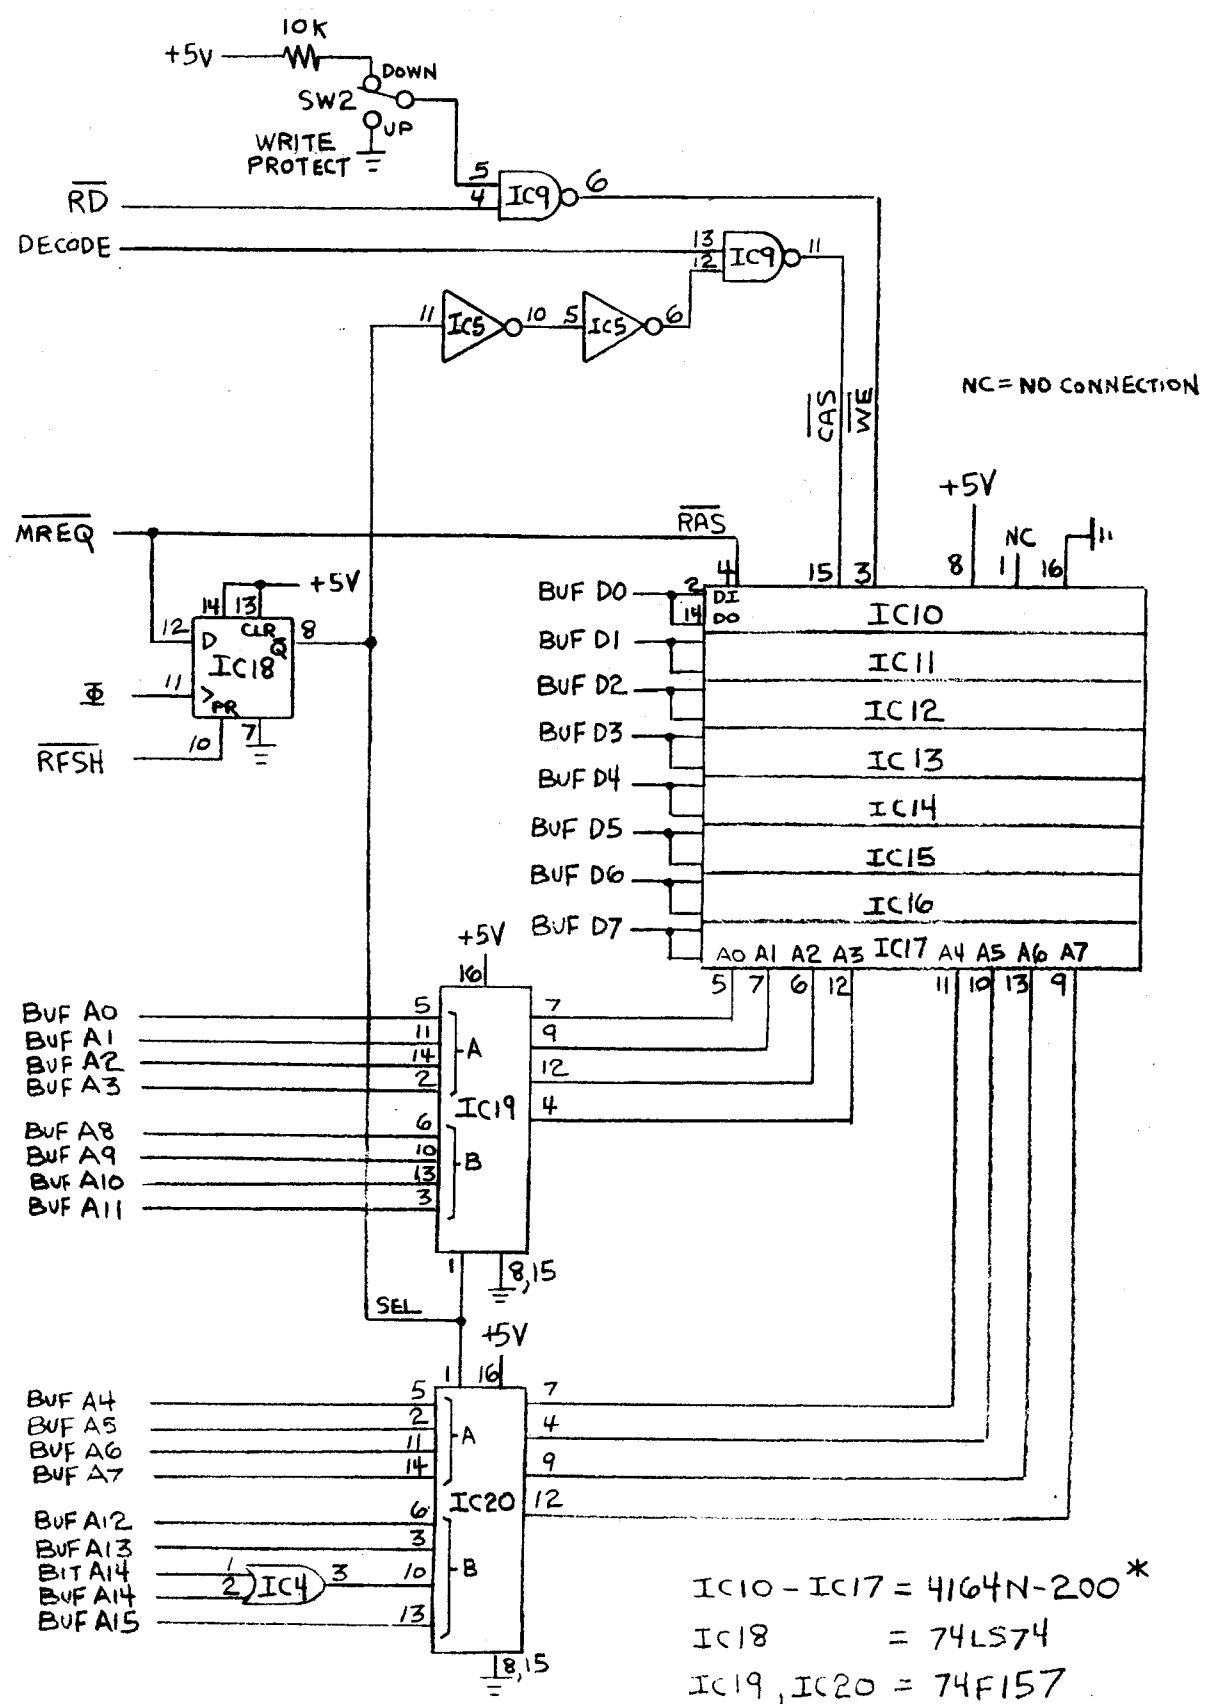 10K
+5V
DOWN
SW2
UP
WRITE
PROTECT
5
4
IC9
6
RD
DECODE
13
12
IC9
11
11
IC5
10
5
IC5
6
NC = NO CONNECTION
CAS
WE
+5V
MREQ
RAS
NC
4
15
3
8
1
16
+5V
14
13
12
D
CLR
Q
8
IC18
11
>
PR
Φ
10
7
RFSH
BUF D0
2
DI
14
DO
IC10
BUF D1
IC11
BUF D2
IC12
BUF D3
IC13
BUF D4
IC14
BUF D5
IC15
BUF D6
IC16
BUF D7
IC17
A0 A1 A2 A3 A4 A5 A6 A7
5 7 6 12 11 10 13 9
+5V
16
BUF A0 5
BUF A1 11
BUF A2 14
BUF A3 2
A
7
9
12
4
IC19
BUF A8 6
BUF A9 10
BUF A10 13
BUF A11 3
B
1
8,15
SEL
+5V
1
16
BUF A4 5
BUF A5 2
BUF A6 11
BUF A7 14
A
7
4
9
12
IC20
BUF A12 6
BUF A13 3
BIT A14 1
BUF A14 2
IC4
3
10
BUF A15 13
B
8,15
IC10 - IC17 = 4164N-200*
IC18 = 74LS74
IC19, IC20 = 74F157